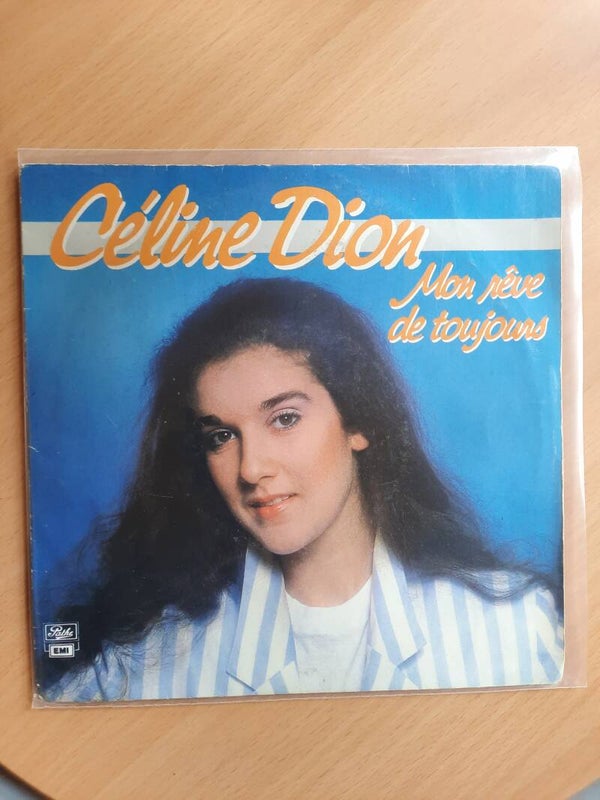 Céline Dion
Mon rêve
de toujours
Pathé
EMI